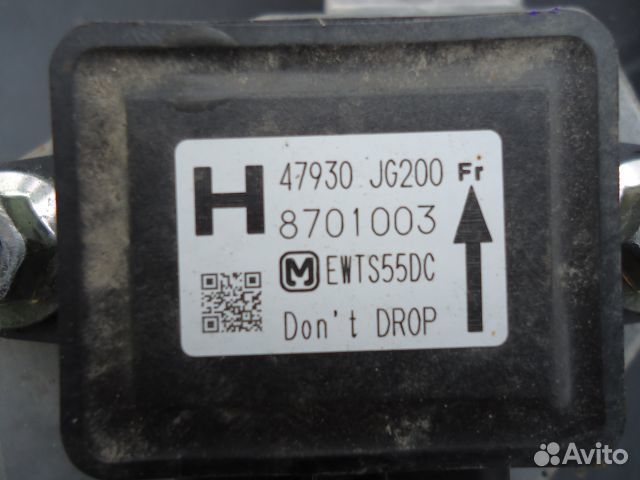 H
47930 JG200 Fr
8701003
M EWTS55DC
Don't DROP
Avito